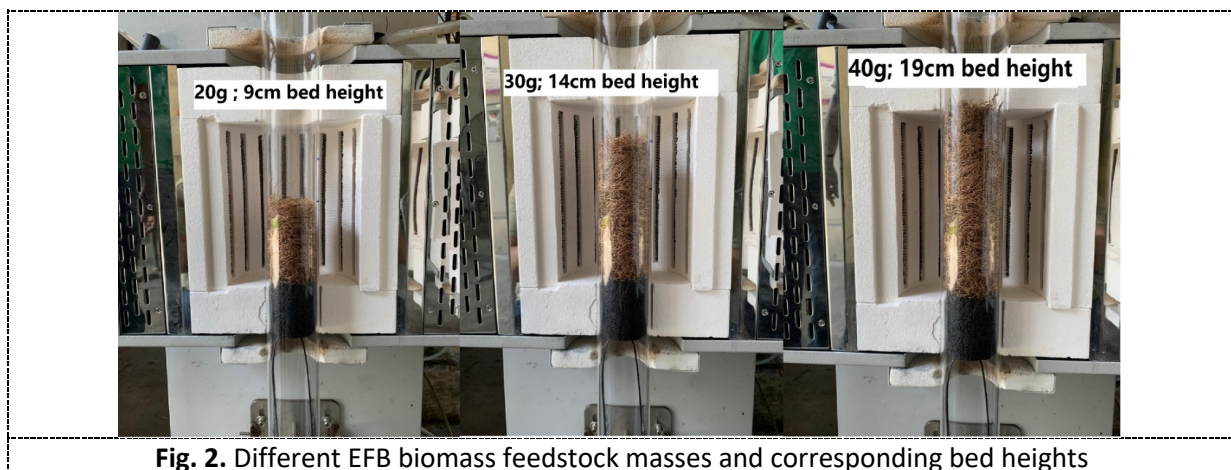 20g ; 9cm bed height
30g; 14cm bed height
40g; 19cm bed height
Fig. 2. Different EFB biomass feedstock masses and corresponding bed heights